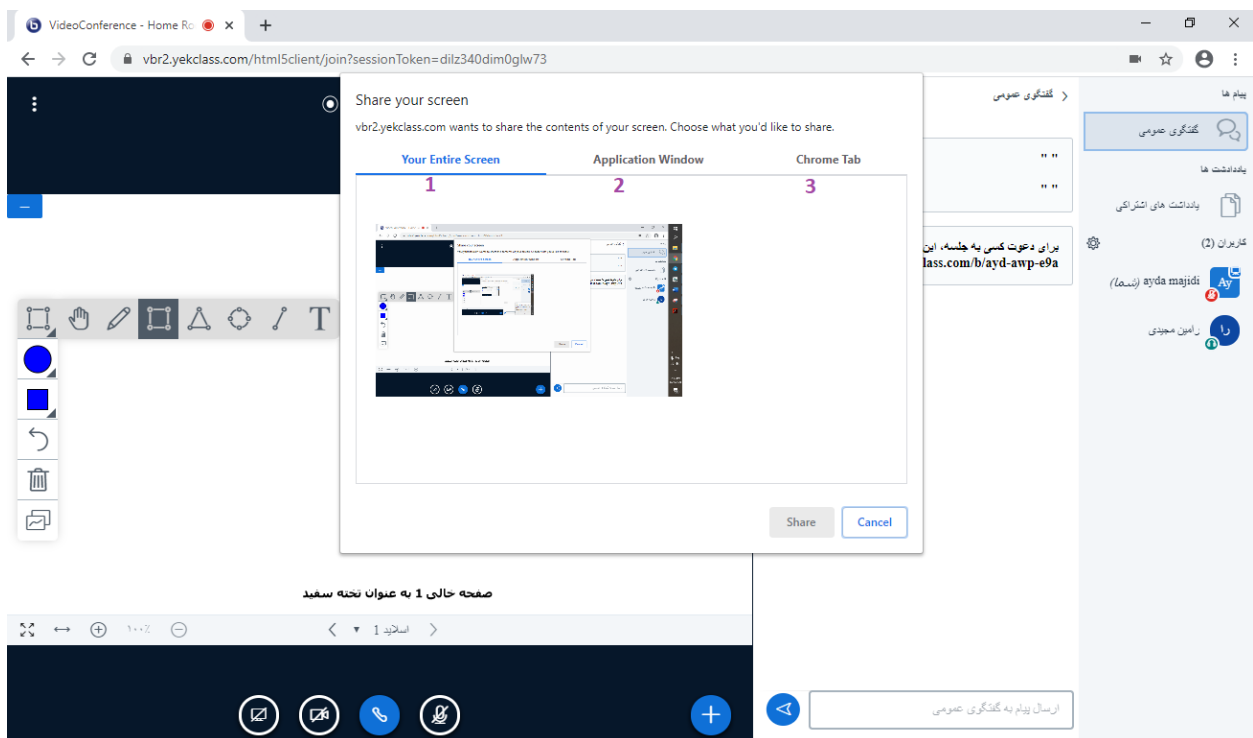 VideoConference - Home Ro
vbr2.yekclass.com/html5client/join?sessionToken=dilz340dim0glw73
Share your screen
vbr2.yekclass.com wants to share the contents of your screen. Choose what you'd like to share.
Your Entire Screen
Application Window
Chrome Tab
1
2
3
Share
Cancel
پیام ها
گفتگوی عمومی
یادداشت ها
یادداشت های اشتراکی
کاربران (2)
Ay
ayda majidi (شما)
را
رامین مجیدی
گفتگوی عمومی
" "
" "
برای دعوت کسی به جلسه، این
lass.com/b/ayd-awp-e9a
T
صفحه خالی 1 به عنوان تخته سفید
۱۰۰٪
اسلاید 1
ارسال پیام به گفتگوی عمومی